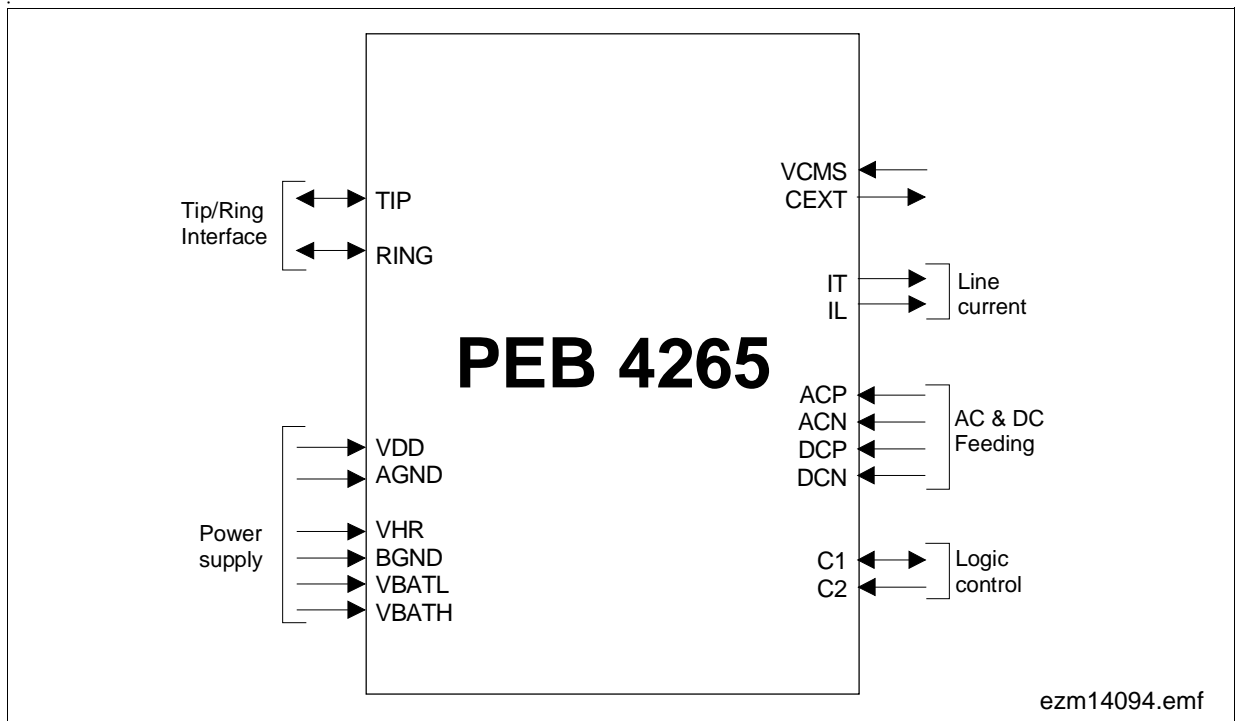 Tip/Ring
Interface
TIP
RING
Power
supply
VDD
AGND
VHR
BGND
VBATL
VBATH
PEB 4265
VCMS
CEXT
IT
IL
Line
current
ACP
ACN
DCP
DCN
AC & DC
Feeding
C1
C2
Logic
control
ezm14094.emf